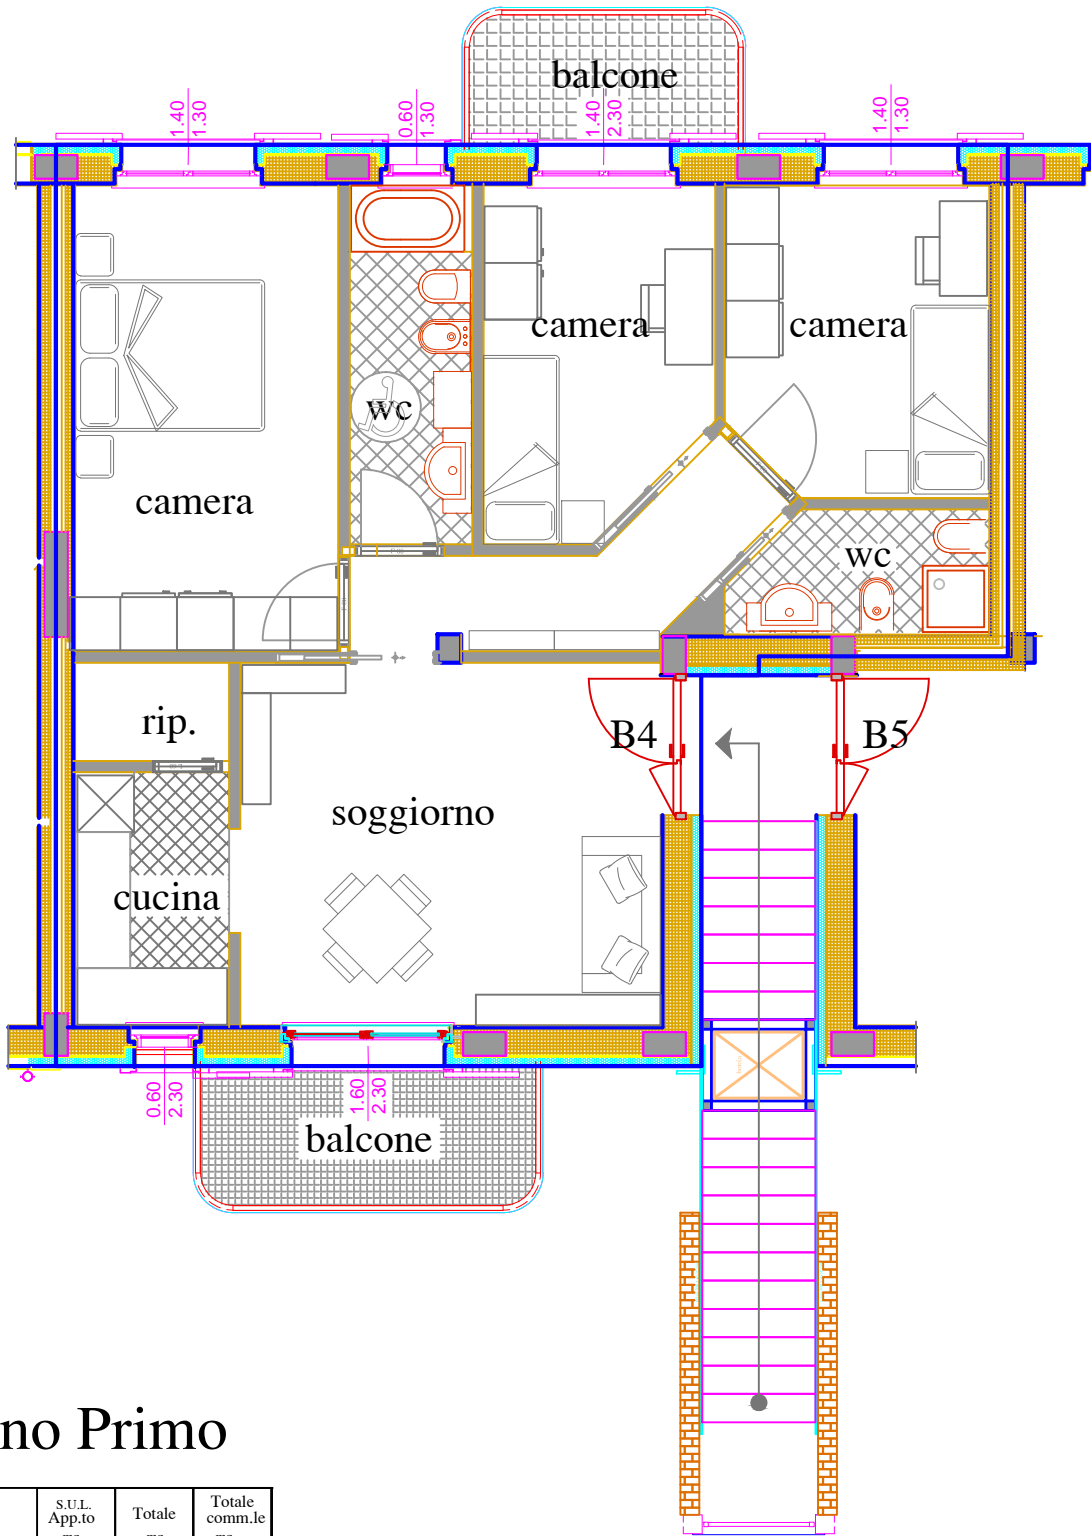 balcone
1.40
1.30
0.60
1.30
1.40
2.30
1.40
1.30
camera
camera
wc
camera
wc
rip.
B4
B5
soggiorno
cucina
0.60
2.30
1.60
2.30
balcone
no Primo
S.U.L.
App.to
Totale
Totale
comm.le